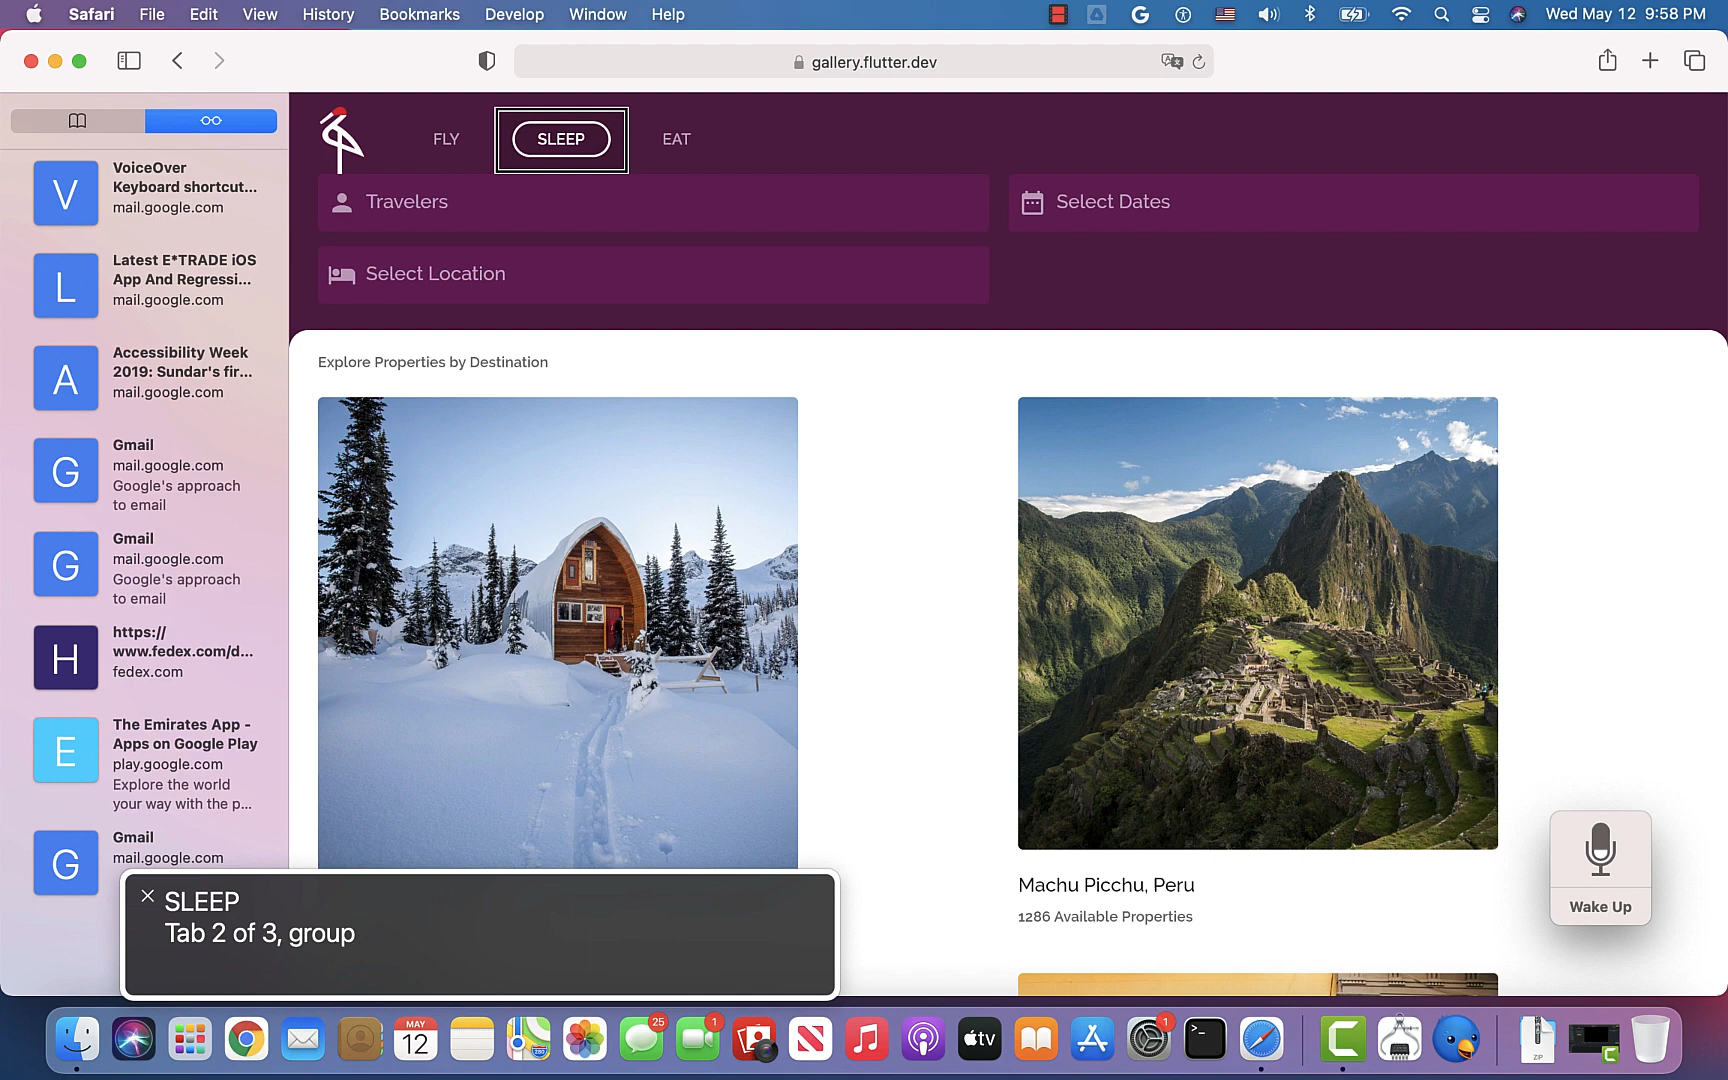 Safari File Edit View History Bookmarks Develop Window Help Wed May 12 9:58 PM
gallery.flutter.dev
VoiceOver
Keyboard shortcut...
mail.google.com
Latest E*TRADE iOS
App And Regressi...
mail.google.com
Accessibility Week
2019: Sundar's fir...
mail.google.com
Gmail
mail.google.com
Google's approach
to email
Gmail
mail.google.com
Google's approach
to email
https://
www.fedex.com/d...
fedex.com
The Emirates App -
Apps on Google Play
play.google.com
Explore the world
your way with the p...
Gmail
mail.google.com
V
L
A
G
G
H
E
G
FLY SLEEP EAT
Travelers
Select Dates
Select Location
Explore Properties by Destination
Machu Picchu, Peru
1286 Available Properties
Wake Up
SLEEP
Tab 2 of 3, group
MAY
12
280
25
1
tv
1
>_
ZIP